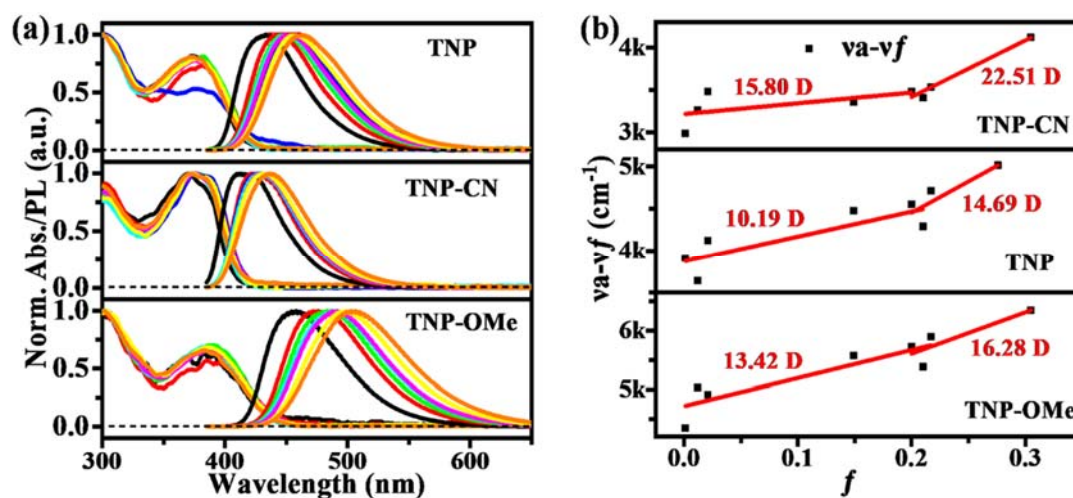 (a)
TNP
TNP-CN
TNP-OMe
1.0
0.5
0.0
1.0
0.5
0.0
1.0
0.5
0.0
Norm. Abs./PL (a.u.)
300
400
500
600
Wavelength (nm)
(b)
νa-νf
15.80 D
22.51 D
TNP-CN
10.19 D
14.69 D
TNP
13.42 D
16.28 D
TNP-OMe
4k
3k
5k
4k
6k
5k
νa-νf (cm⁻¹)
0.0
0.1
0.2
0.3
f